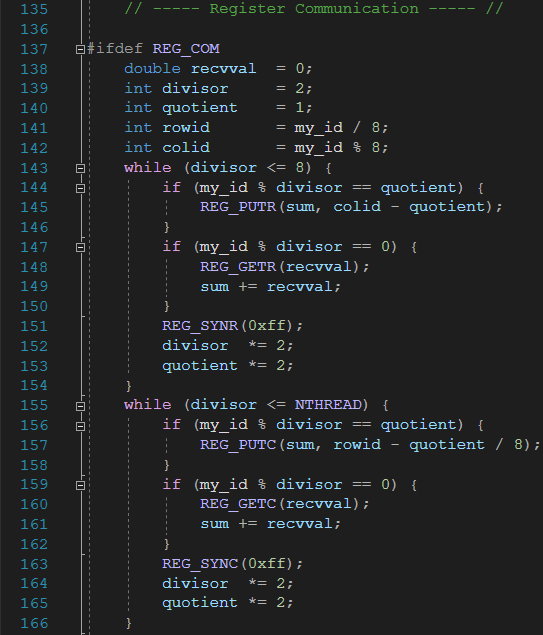 135 // ----- Register Communication ----- //
136
137 #ifdef REG_COM
138 double recvval = 0;
139 int divisor = 2;
140 int quotient = 1;
141 int rowid = my_id / 8;
142 int colid = my_id % 8;
143 while (divisor <= 8) {
144 if (my_id % divisor == quotient) {
145 REG_PUTR(sum, colid - quotient);
146 }
147 if (my_id % divisor == 0) {
148 REG_GETR(recvval);
149 sum += recvval;
150 }
151 REG_SYNR(0xff);
152 divisor *= 2;
153 quotient *= 2;
154 }
155 while (divisor <= NTHREAD) {
156 if (my_id % divisor == quotient) {
157 REG_PUTC(sum, rowid - quotient / 8);
158 }
159 if (my_id % divisor == 0) {
160 REG_GETC(recvval);
161 sum += recvval;
162 }
163 REG_SYNC(0xff);
164 divisor *= 2;
165 quotient *= 2;
166 }